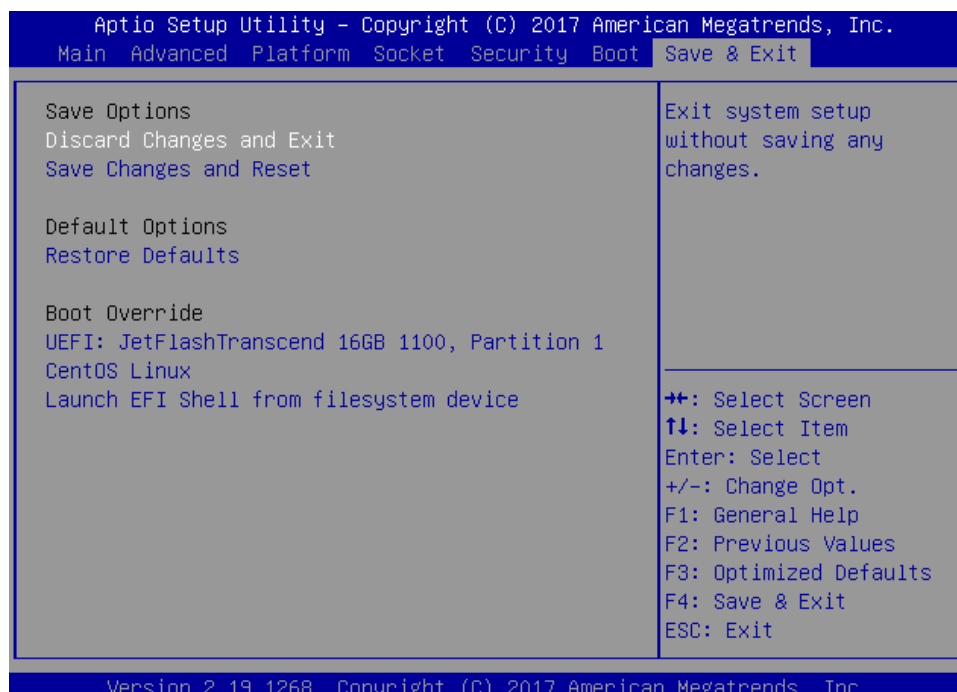 Aptio Setup Utility – Copyright (C) 2017 American Megatrends, Inc.
Main Advanced Platform Socket Security Boot Save & Exit
Save Options
Discard Changes and Exit
Save Changes and Reset
Default Options
Restore Defaults
Boot Override
UEFI: JetFlashTranscend 16GB 1100, Partition 1
CentOS Linux
Launch EFI Shell from filesystem device
Exit system setup
without saving any
changes.
→←: Select Screen
↑↓: Select Item
Enter: Select
+/-: Change Opt.
F1: General Help
F2: Previous Values
F3: Optimized Defaults
F4: Save & Exit
ESC: Exit
Version 2.19.1268. Copyright (C) 2017 American Megatrends, Inc.